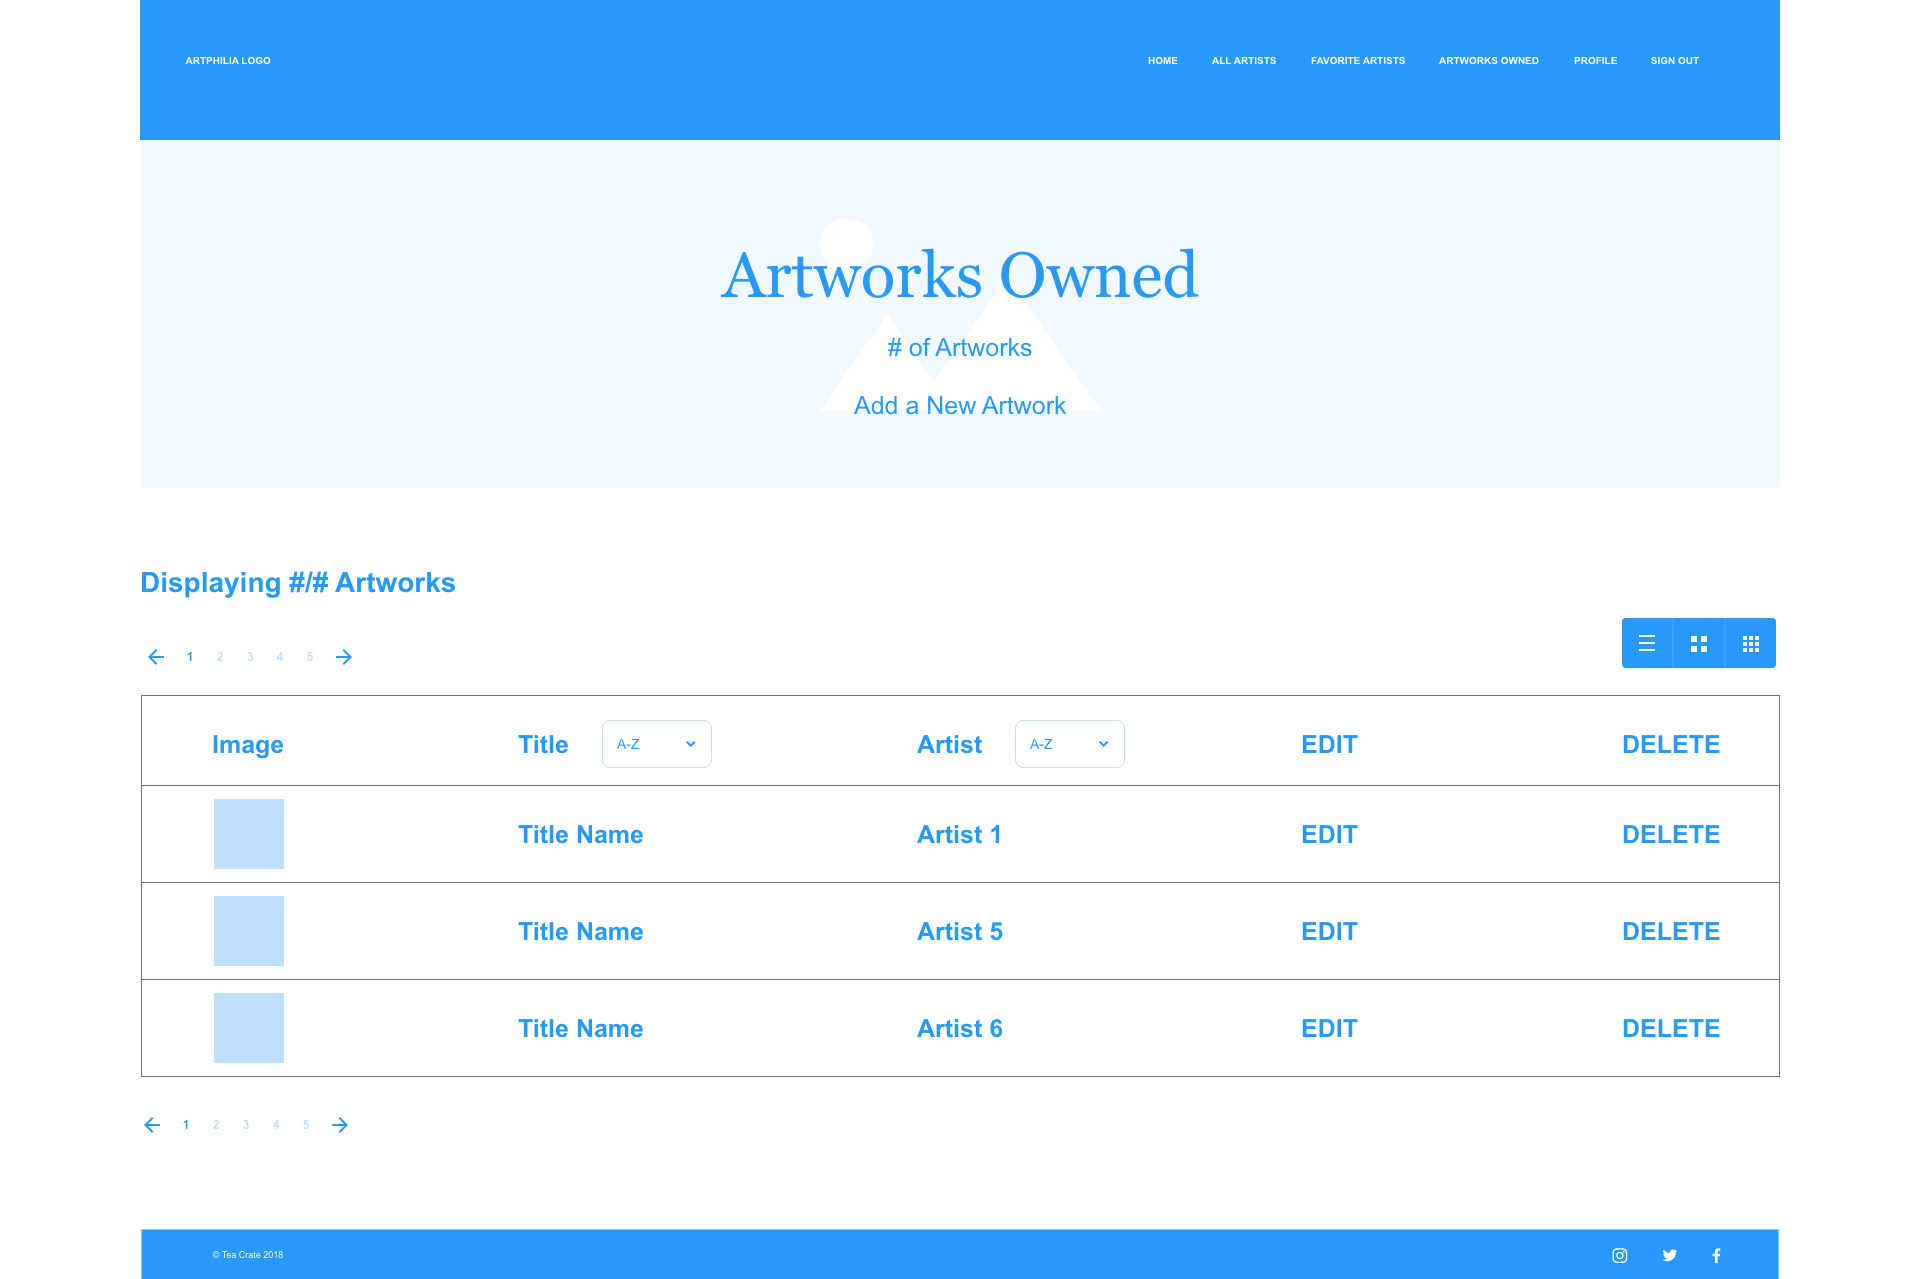 ARTPHILIA LOGO HOME ALL ARTISTS FAVORITE ARTISTS ARTWORKS OWNED PROFILE SIGN OUT
Artworks Owned
# of Artworks
Add a New Artwork
Displaying #/# Artworks
1 2 3 4 5
Image Title A-Z Artist A-Z EDIT DELETE
Title Name Artist 1 EDIT DELETE
Title Name Artist 5 EDIT DELETE
Title Name Artist 6 EDIT DELETE
1 2 3 4 5
© Tea Crate 2018